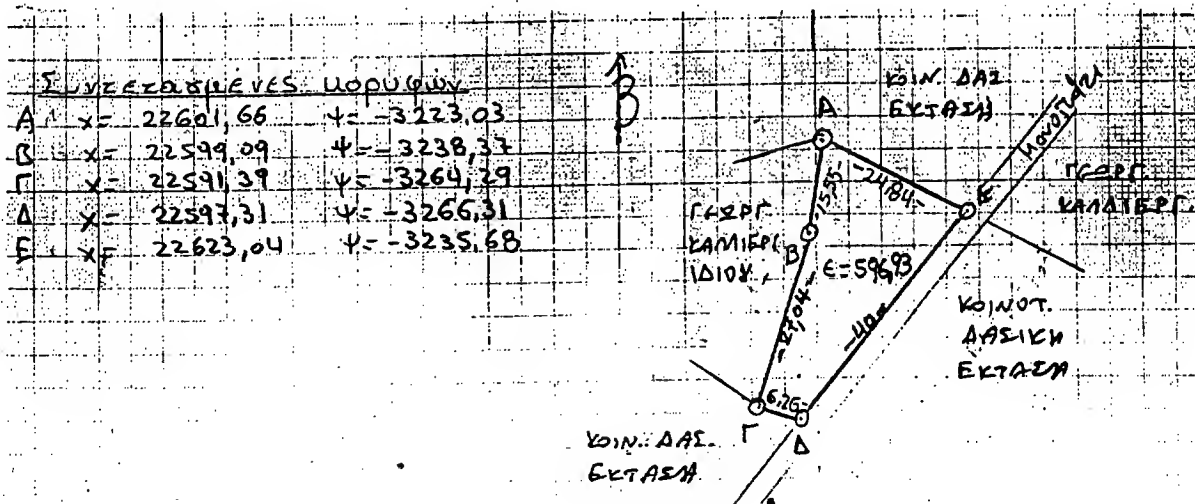 Συντεταγμένες κορυφών
Α x= 22601,66 ψ= -3223,03
Β x= 22599,09 ψ= -3238,37
Γ x= 22591,39 ψ= -3264,29
Δ x= 22597,31 ψ= -3266,31
Ε x= 22623,04 ψ= -3235,68
Β
ΚΟΙΝ. ΔΑΣ.
ΕΚΤΑΣΗ
μονοπάτι
Α
-24,84-
Ε
ΓΕΩΡΓ.
ΚΑΛΛΙΕΡΓ.
15,55
ΓΕΩΡΓ.
ΚΑΛΛΙΕΡΓ.
ΙΔΙΟΥ
Β
Ε=596,93
-27,04-
-40-
ΚΟΙΝΟΤ.
ΔΑΣΙΚΗ
ΕΚΤΑΣΗ
6,26-
Γ
Δ
ΚΟΙΝ. ΔΑΣ.
ΕΚΤΑΣΗ